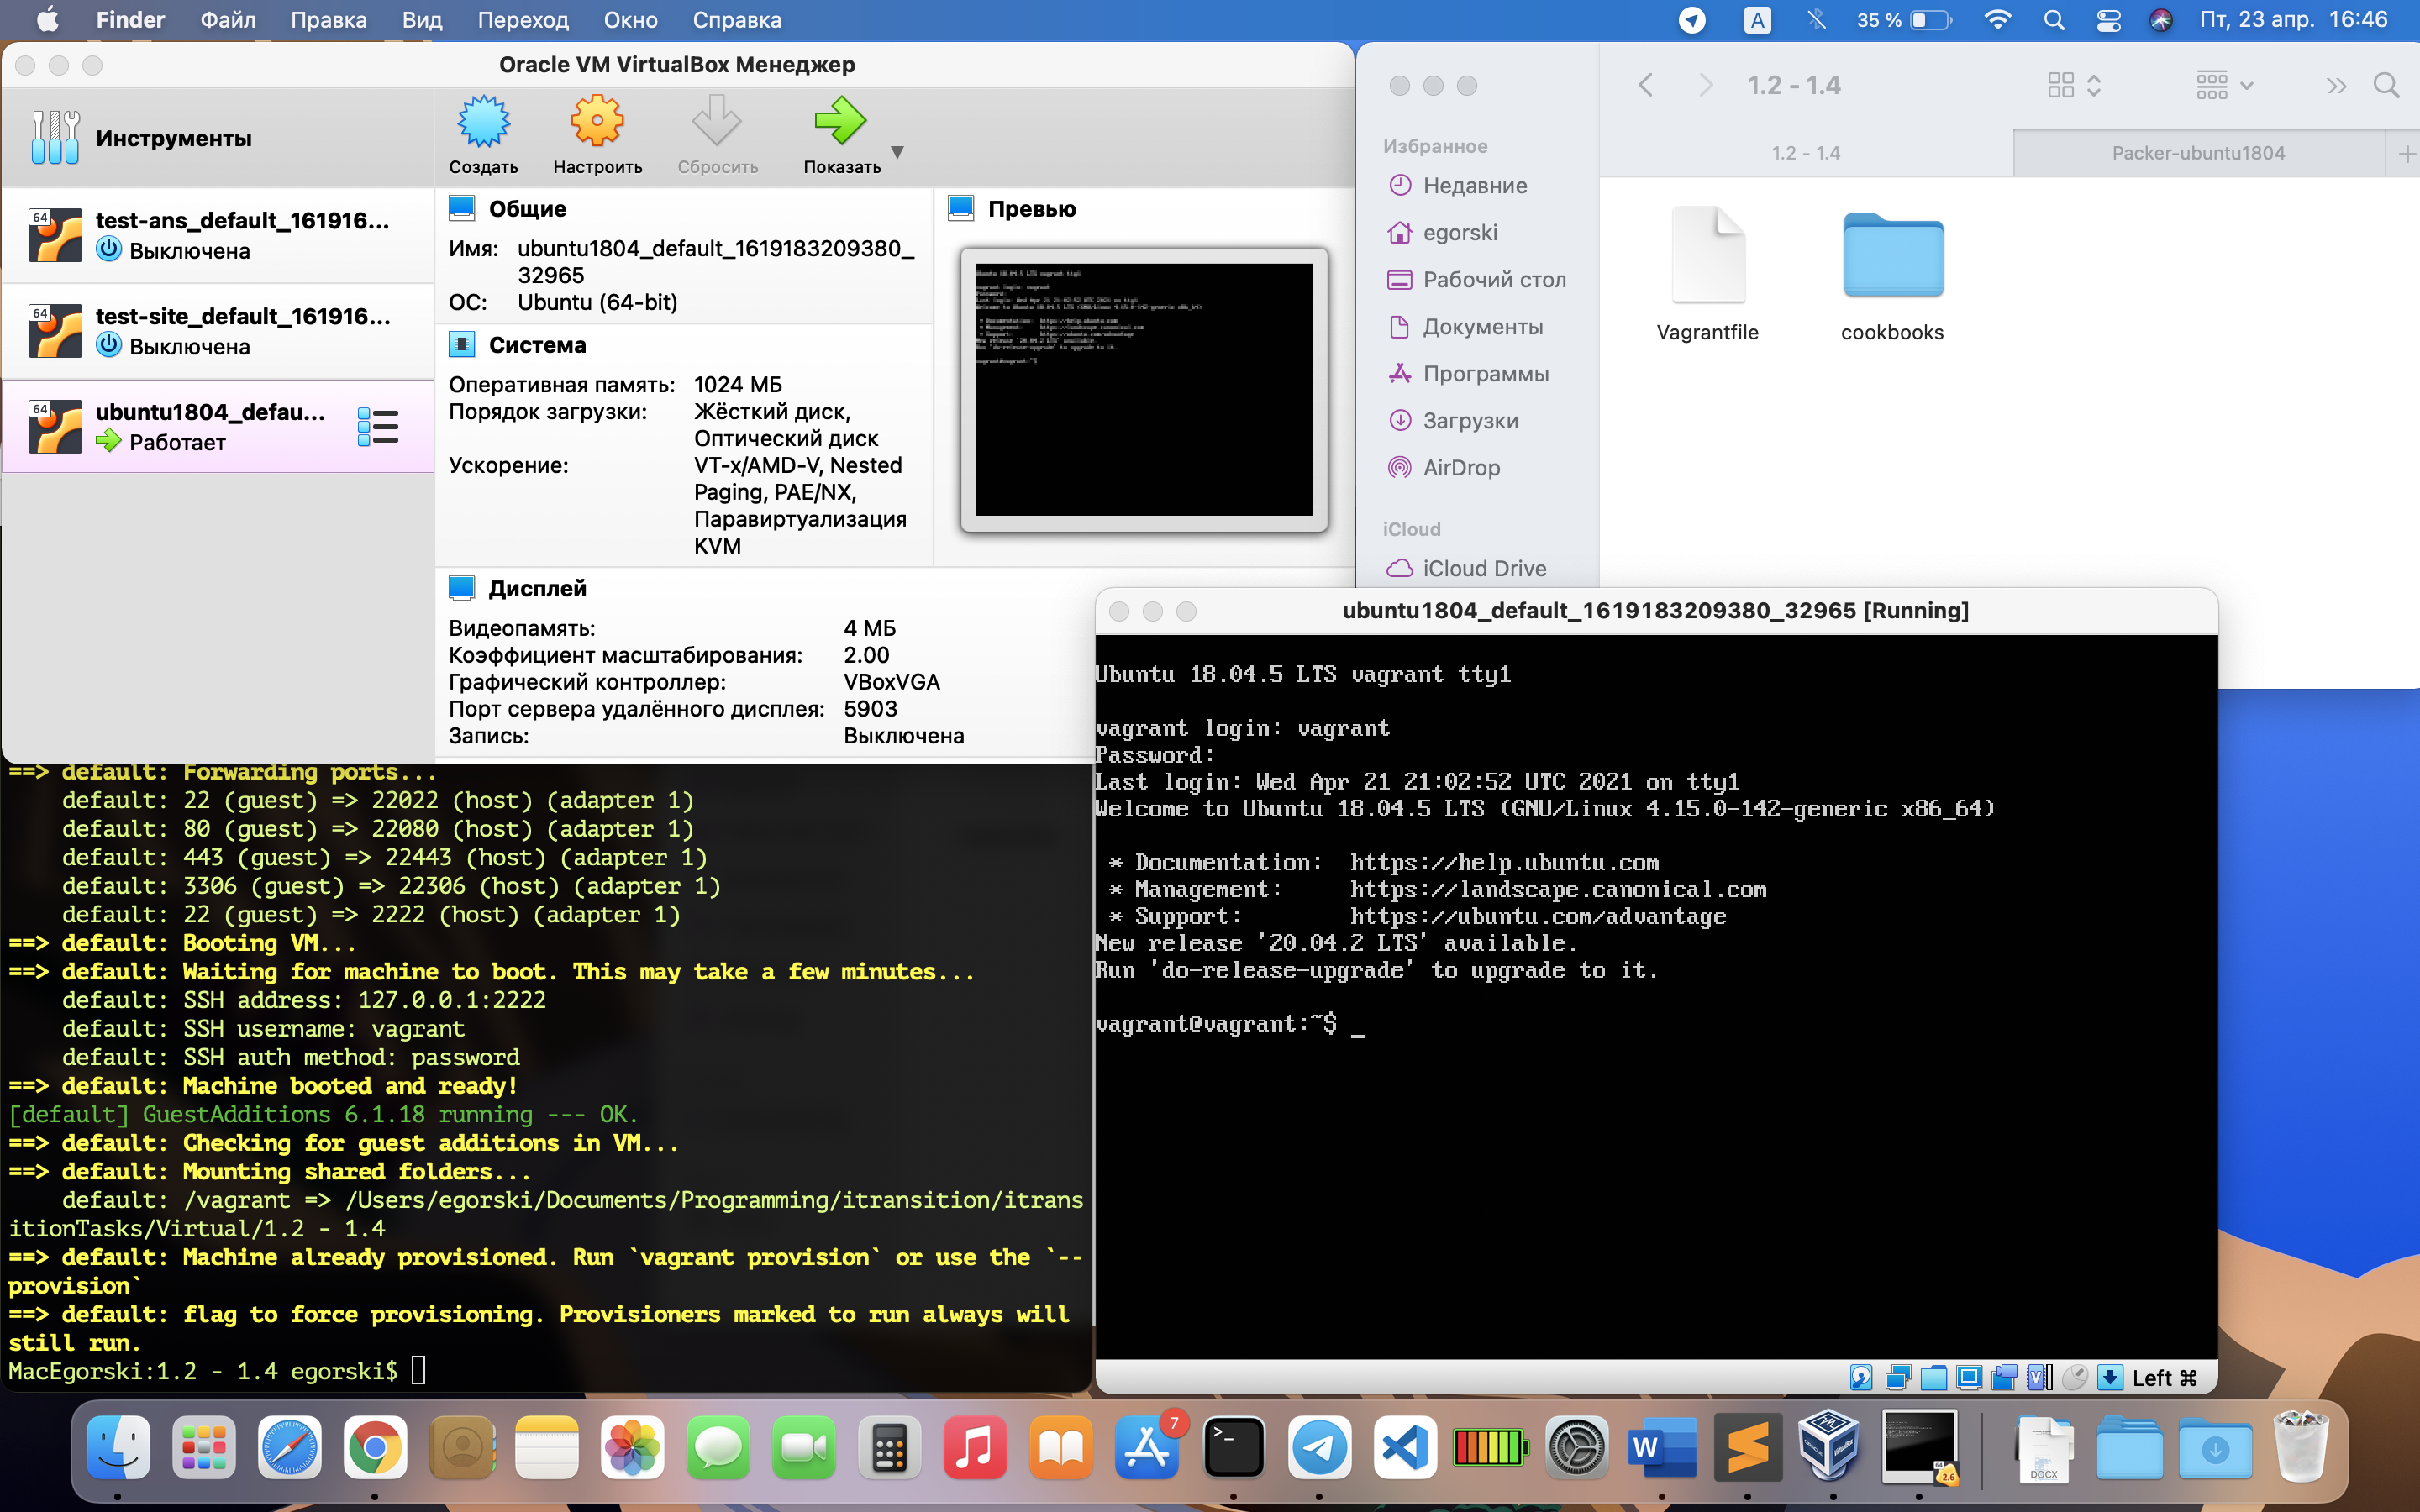 Finder Файл Правка Вид Переход Окно Справка
A 35 % Пт, 23 апр. 16:46
Oracle VM VirtualBox Менеджер
Инструменты
Создать Настроить Сбросить Показать
64 test-ans_default_161916...
Выключена
64 test-site_default_161916...
Выключена
64 ubuntu1804_defau...
Работает
Общие
Имя: ubuntu1804_default_1619183209380_
32965
ОС: Ubuntu (64-bit)
Система
Оперативная память: 1024 МБ
Порядок загрузки: Жёсткий диск,
Оптический диск
Ускорение: VT-x/AMD-V, Nested
Paging, PAE/NX,
Паравиртуализация
KVM
Дисплей
Видеопамять: 4 МБ
Коэффициент масштабирования: 2.00
Графический контроллер: VBoxVGA
Порт сервера удалённого дисплея: 5903
Запись: Выключена
Превью
1.2 - 1.4
1.2 - 1.4 Packer-ubuntu1804
Избранное
Недавние
egorski
Рабочий стол
Документы
Программы
Загрузки
AirDrop
iCloud
iCloud Drive
Vagrantfile cookbooks
==> default: Forwarding ports...
default: 22 (guest) => 22022 (host) (adapter 1)
default: 80 (guest) => 22080 (host) (adapter 1)
default: 443 (guest) => 22443 (host) (adapter 1)
default: 3306 (guest) => 22306 (host) (adapter 1)
default: 22 (guest) => 2222 (host) (adapter 1)
==> default: Booting VM...
==> default: Waiting for machine to boot. This may take a few minutes...
default: SSH address: 127.0.0.1:2222
default: SSH username: vagrant
default: SSH auth method: password
==> default: Machine booted and ready!
[default] GuestAdditions 6.1.18 running --- OK.
==> default: Checking for guest additions in VM...
==> default: Mounting shared folders...
default: /vagrant => /Users/egorski/Documents/Programming/itransition/itrans
itionTasks/Virtual/1.2 - 1.4
==> default: Machine already provisioned. Run `vagrant provision` or use the `--
provision`
==> default: flag to force provisioning. Provisioners marked to run always will
still run.
MacEgorski:1.2 - 1.4 egorski$
ubuntu1804_default_1619183209380_32965 [Running]
Ubuntu 18.04.5 LTS vagrant tty1
vagrant login: vagrant
Password:
Last login: Wed Apr 21 21:02:52 UTC 2021 on tty1
Welcome to Ubuntu 18.04.5 LTS (GNU/Linux 4.15.0-142-generic x86_64)
* Documentation: https://help.ubuntu.com
* Management: https://landscape.canonical.com
* Support: https://ubuntu.com/advantage
New release '20.04.2 LTS' available.
Run 'do-release-upgrade' to upgrade to it.
vagrant@vagrant:~$ _
Left ⌘
7
W
DOCX